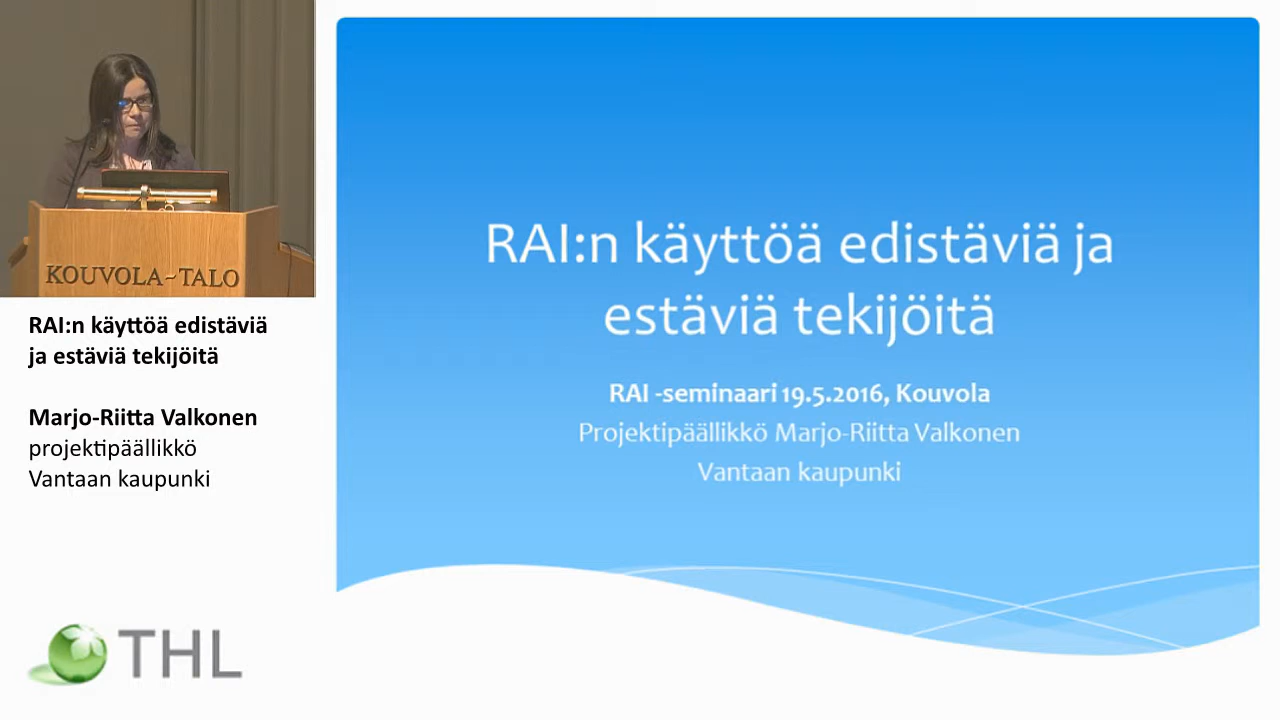 KOUVOLA-TALO
RAI:n käyttöä edistäviä
ja estäviä tekijöitä
Marjo-Riitta Valkonen
projektipäällikkö
Vantaan kaupunki
THL
RAI:n käyttöä edistäviä ja
estäviä tekijöitä
RAI -seminaari 19.5.2016, Kouvola
Projektipäällikkö Marjo-Riitta Valkonen
Vantaan kaupunki